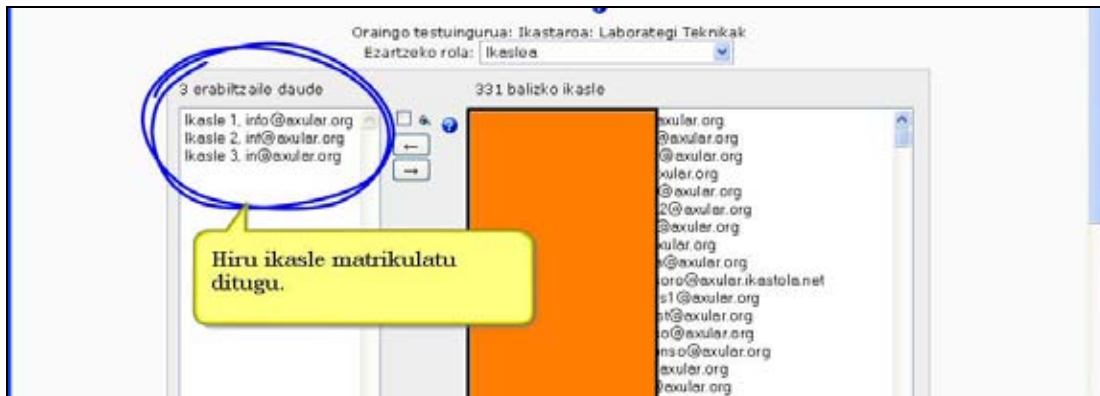 Oraingo testuingurua: Ikastaroa: Laborategi Teknikak
Ezartzeko rola: Ikaslea
3 erabiltzaile daude
331 balizko ikasle
Ikasle 1, info@axular.org
Ikasle 2, inf@axular.org
Ikasle 3, in@axular.org
←
→
Hiru ikasle matrikulatu
ditugu.
axular.org
@axular.org
@axular.org
xular.org
@axular.org
2@axular.org
@axular.org
xular.org
@axular.org
oro@axular.ikastola.net
s1@axular.org
st@axular.org
o@axular.org
nso@axular.org
axular.org
@axular.org